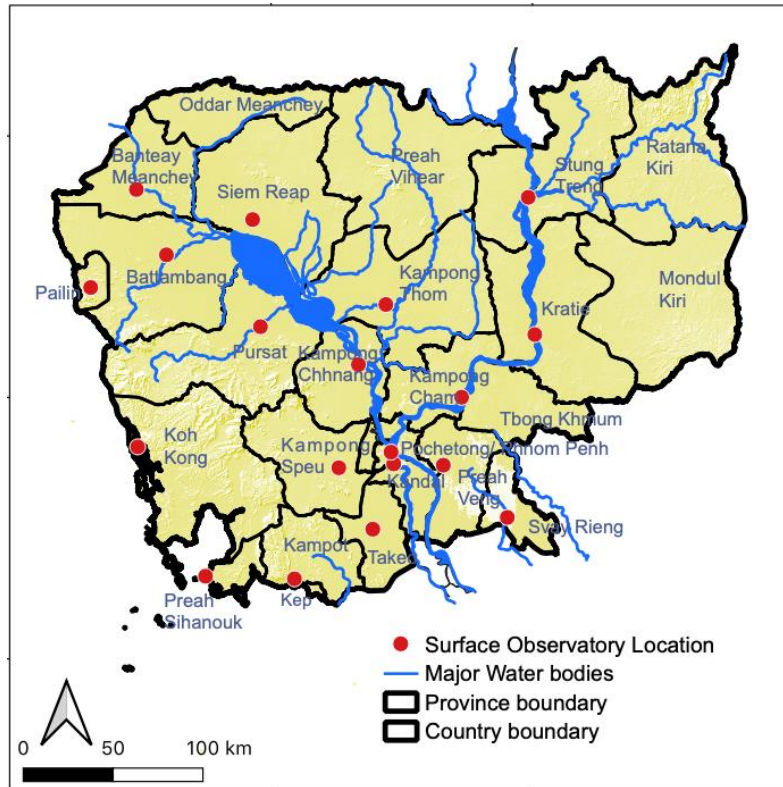 Oddar Meanchey
Banteay
Meanchey
Siem Reap
Preah
Vihear
Stung
Treng
Ratana
Kiri
Battambang
Pailin
Kampong
Thom
Mondul
Kiri
Kratie
Pursat
Kampong
Chhnang
Kampong
Cham
Tbong Khmum
Koh
Kong
Kampong
Speu
Pochetong/ Phnom Penh
Kandal
Preah
Veng
Svay Rieng
Kampot
Takeo
Preah
Sihanouk
Kep
Surface Observatory Location
Major Water bodies
Province boundary
Country boundary
0 50 100 km